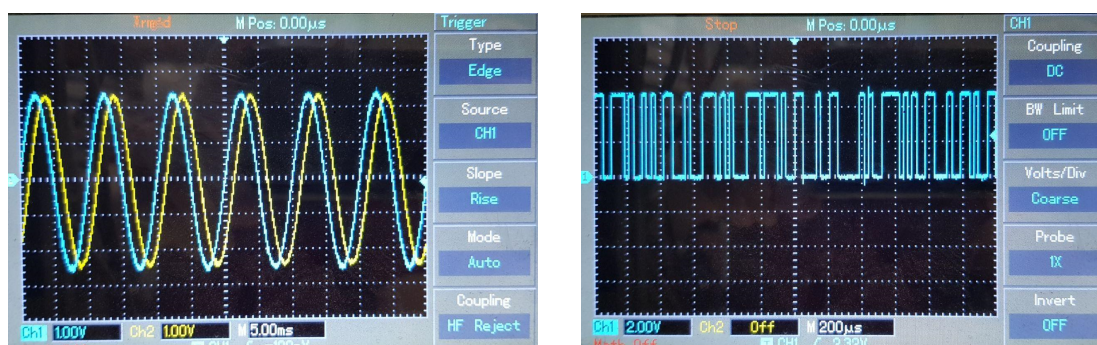 Trig'd M Pos: 0.00μs Trigger
Type
Edge
Source
CH1
Slope
Rise
Mode
Auto
Coupling
HF Reject
Ch1 1.00V Ch2 1.00V M 5.00ms
Stop M Pos: 0.00μs CH1
Coupling
DC
BW Limit
OFF
Volts/Div
Coarse
Probe
1X
Invert
OFF
Ch1 2.00V Ch2 Off M 200μs